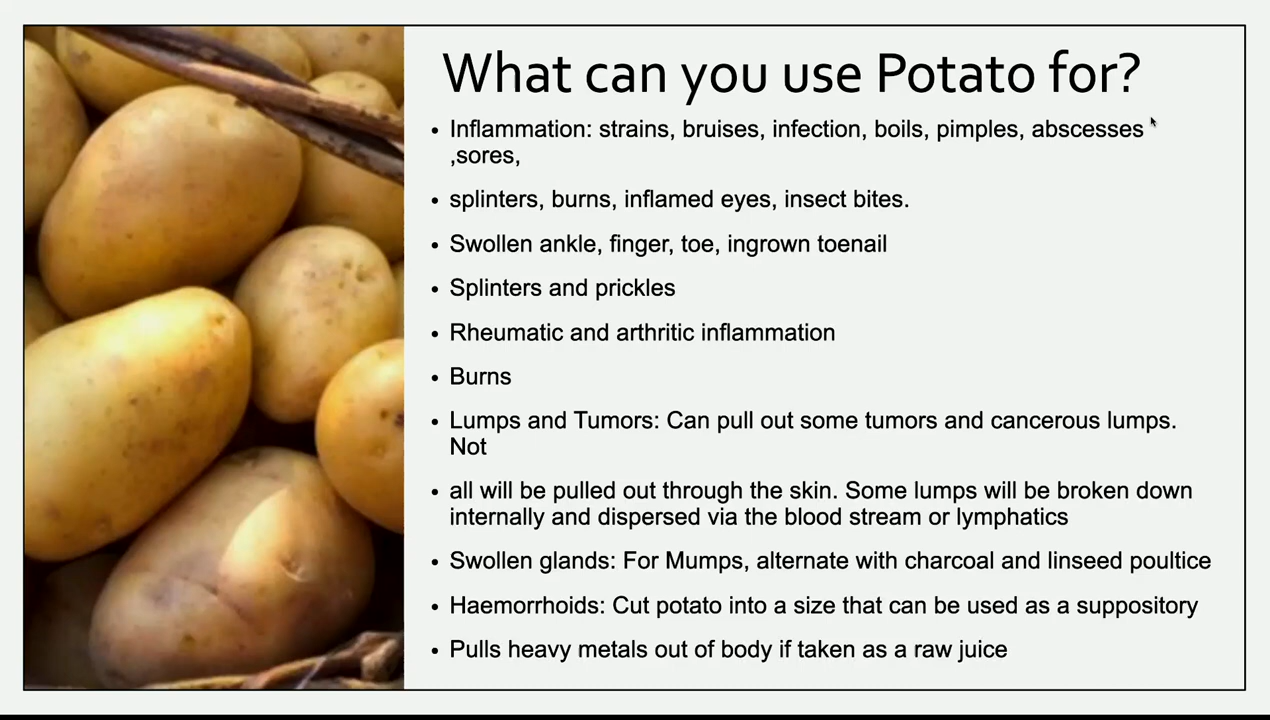 What can you use Potato for?
• Inflammation: strains, bruises, infection, boils, pimples, abscesses
,sores,
• splinters, burns, inflamed eyes, insect bites.
• Swollen ankle, finger, toe, ingrown toenail
• Splinters and prickles
• Rheumatic and arthritic inflammation
• Burns
• Lumps and Tumors: Can pull out some tumors and cancerous lumps.
Not
• all will be pulled out through the skin. Some lumps will be broken down
internally and dispersed via the blood stream or lymphatics
• Swollen glands: For Mumps, alternate with charcoal and linseed poultice
• Haemorrhoids: Cut potato into a size that can be used as a suppository
• Pulls heavy metals out of body if taken as a raw juice